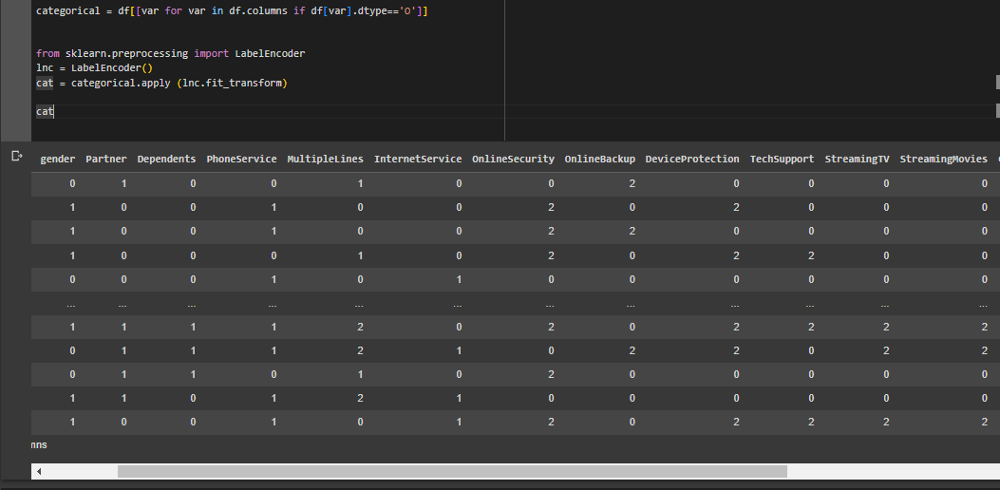 categorical = df[[var for var in df.columns if df[var].dtype=='O']]
from sklearn.preprocessing import LabelEncoder
lnc = LabelEncoder()
cat = categorical.apply (lnc.fit_transform)
cat
gender Partner Dependents PhoneService MultipleLines InternetService OnlineSecurity OnlineBackup DeviceProtection TechSupport StreamingTV StreamingMovies
0 1 0 0 1 0 0 2 0 0 0 0
1 0 0 1 0 0 2 0 2 0 0 0
1 0 0 1 0 0 2 2 0 0 0 0
1 0 0 0 1 0 2 0 2 2 0 0
0 0 0 1 0 1 0 0 0 0 0 0
... ... ... ... ... ... ... ... ... ... ... ...
1 1 1 1 2 0 2 0 2 2 2 2
0 1 1 1 2 1 0 2 2 0 2 2
0 1 1 0 1 0 2 0 0 0 0 0
1 1 0 1 2 1 0 0 0 0 0 0
1 0 0 1 0 1 2 0 2 2 2 2
mns